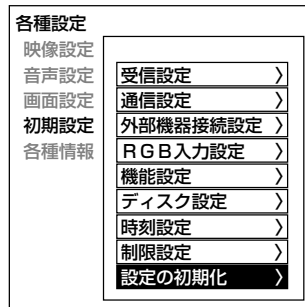 各種設定
映像設定
音声設定
画面設定
初期設定
各種情報
受信設定 〉
通信設定 〉
外部機器接続設定 〉
ＲＧＢ入力設定 〉
機能設定 〉
ディスク設定 〉
時刻設定 〉
制限設定 〉
設定の初期化 〉